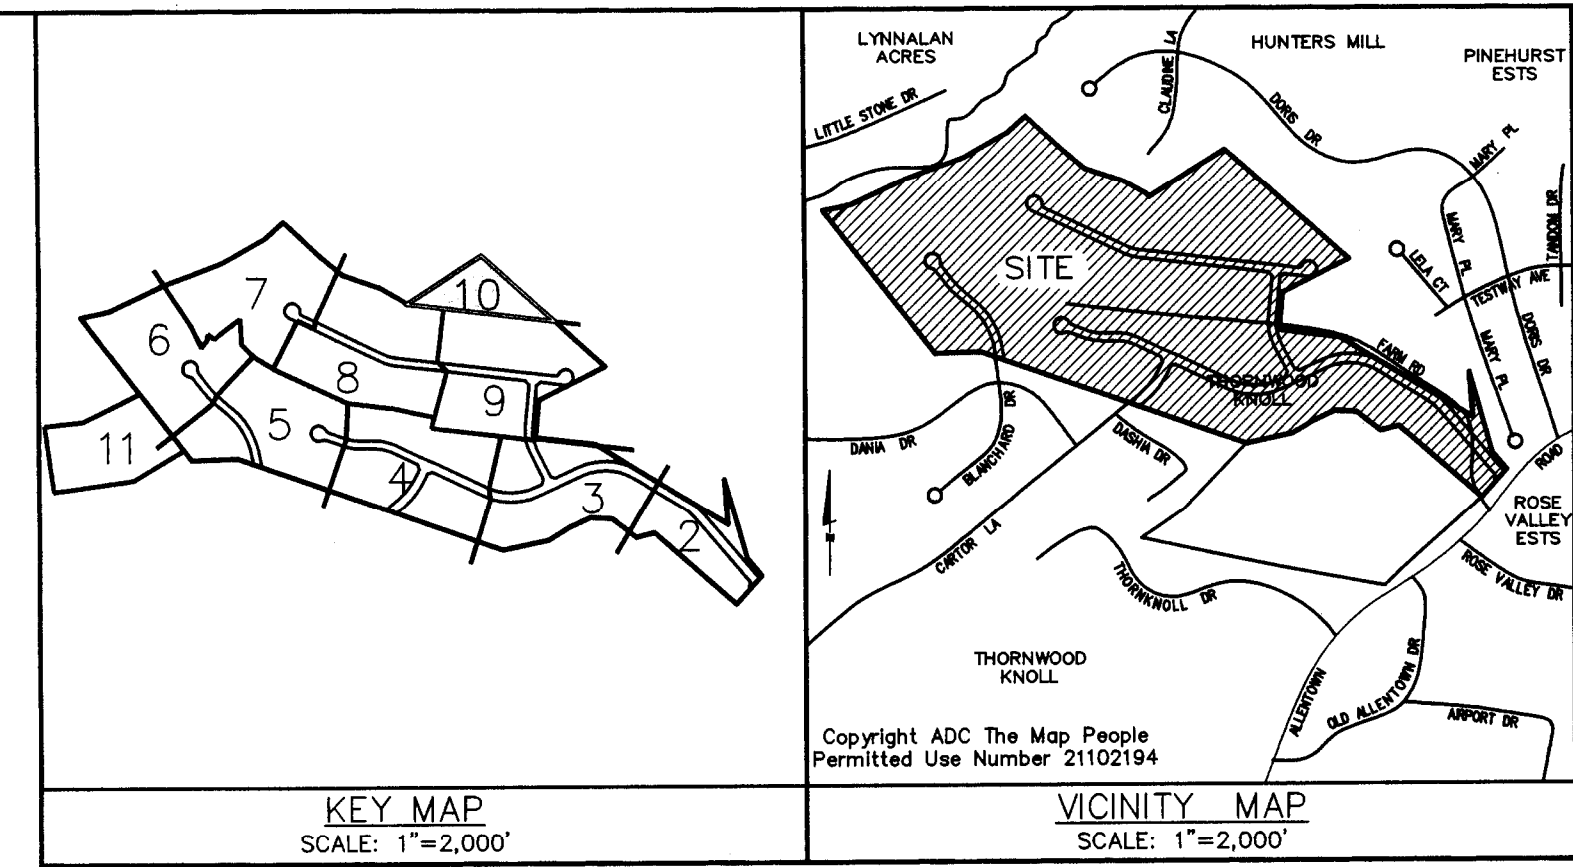 7
10
6
8
9
5
11
4
3
2
KEY MAP
SCALE: 1"=2,000'
LYNNALAN
ACRES
HUNTERS MILL
PINEHURST
ESTS
LITTLE STONE DR
CLAUDINE LA
DORIS DR
MARY PL
TANDOM DR
MARY PL
LELA CT
TESTWAY AVE
SITE
FARM RD
MARY PL
DORIS DR
THORNWOOD
KNOLL
DANIA DR
BLANCHARD DR
DASHIA DR
CARTOR LA
THORNKNOLL DR
ROAD
ROSE
VALLEY
ESTS
ROSE VALLEY DR
THORNWOOD
KNOLL
ALLENTOWN
OLD ALLENTOWN DR
AIRPORT DR
Copyright ADC The Map People
Permitted Use Number 21102194
VICINITY MAP
SCALE: 1"=2,000'